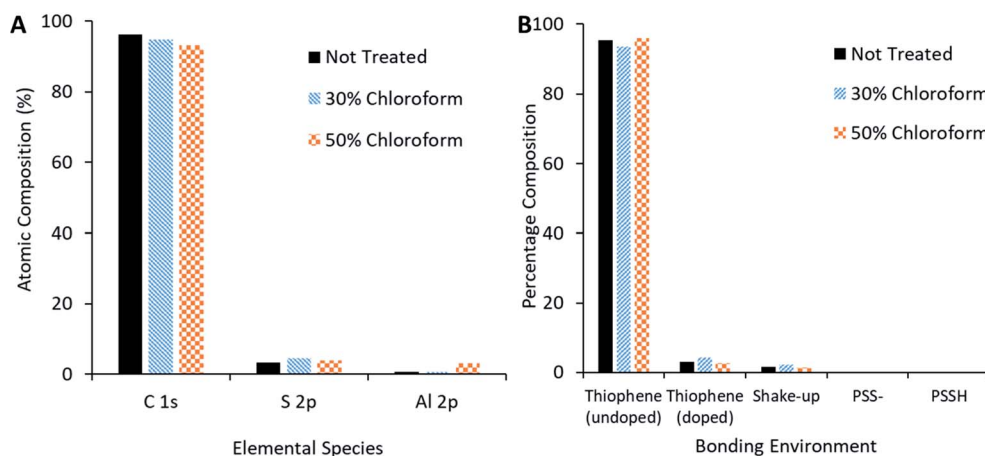 A
Atomic Composition (%)
100
80
60
40
20
0
Not Treated
30% Chloroform
50% Chloroform
C 1s
S 2p
Al 2p
Elemental Species
B
Percentage Composition
100
80
60
40
20
0
Not Treated
30% Chloroform
50% Chloroform
Thiophene
(undoped)
Thiophene
(doped)
Shake-up
PSS-
PSSH
Bonding Environment